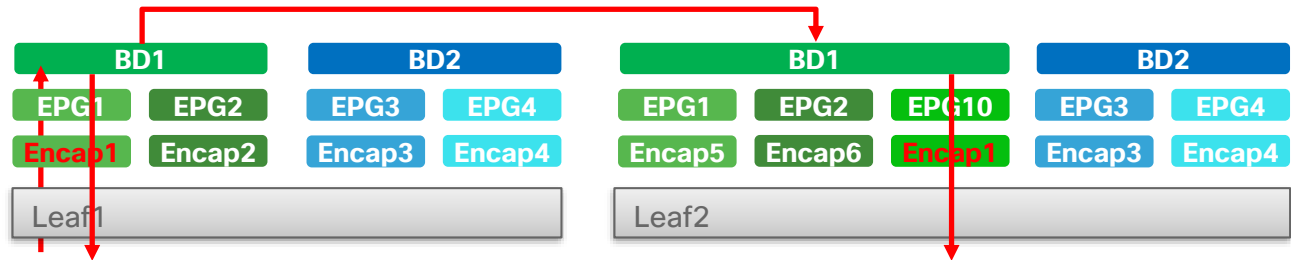 BD1 BD2 BD1 BD2
EPG1 EPG2 EPG3 EPG4 EPG1 EPG2 EPG10 EPG3 EPG4
Encap1 Encap2 Encap3 Encap4 Encap5 Encap6 Encap1 Encap3 Encap4
Leaf1 Leaf2